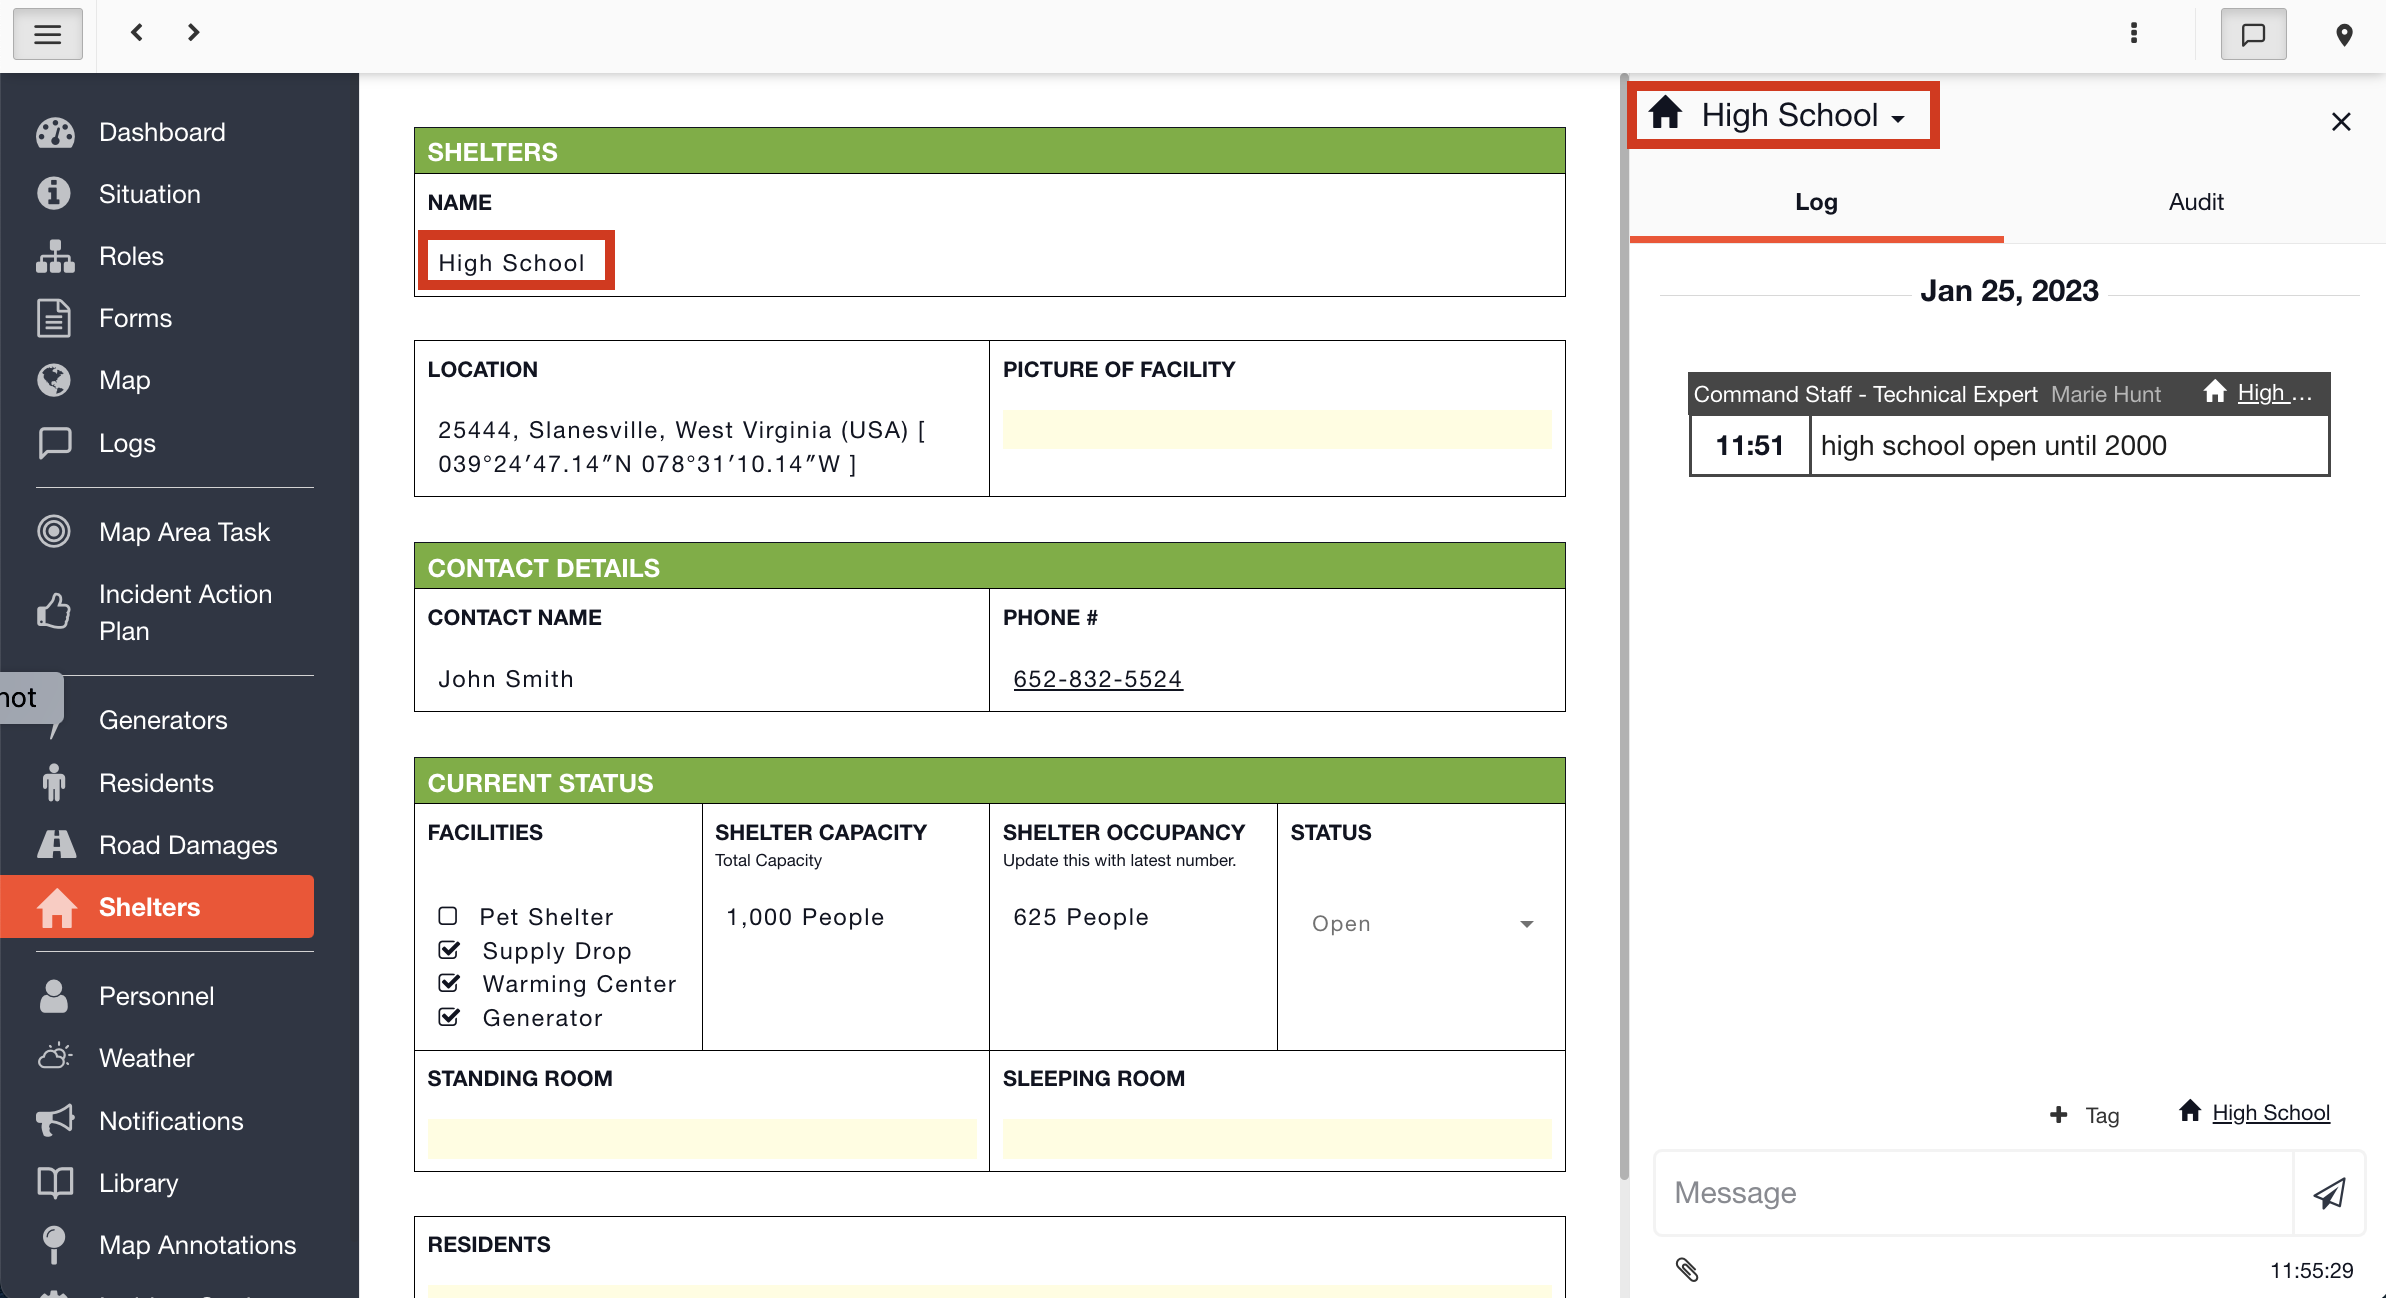 Dashboard
Situation
Roles
Forms
Map
Logs
Map Area Task
Incident Action
Plan
not
Generators
Residents
Road Damages
Shelters
Personnel
Weather
Notifications
Library
Map Annotations
SHELTERS
NAME
High School
LOCATION
25444, Slanesville, West Virginia (USA) [
039°24′47.14″N 078°31′10.14″W ]
PICTURE OF FACILITY
CONTACT DETAILS
CONTACT NAME
John Smith
PHONE #
652-832-5524
CURRENT STATUS
FACILITIES
Pet Shelter
Supply Drop
Warming Center
Generator
SHELTER CAPACITY
Total Capacity
1,000 People
SHELTER OCCUPANCY
Update this with latest number.
625 People
STATUS
Open
STANDING ROOM
SLEEPING ROOM
RESIDENTS
High School
Log
Audit
Jan 25, 2023
Command Staff - Technical Expert Marie Hunt High ...
11:51 high school open until 2000
+ Tag High School
Message
11:55:29